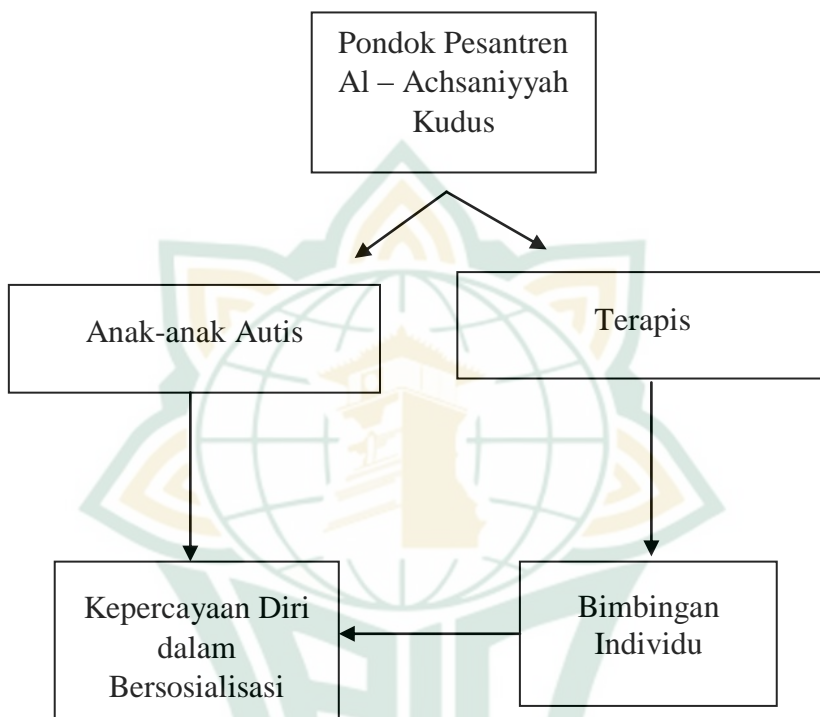 Pondok Pesantren
Al – Achsaniyyah
Kudus
Anak-anak Autis
Terapis
Kepercayaan Diri
dalam
Bersosialisasi
Bimbingan
Individu